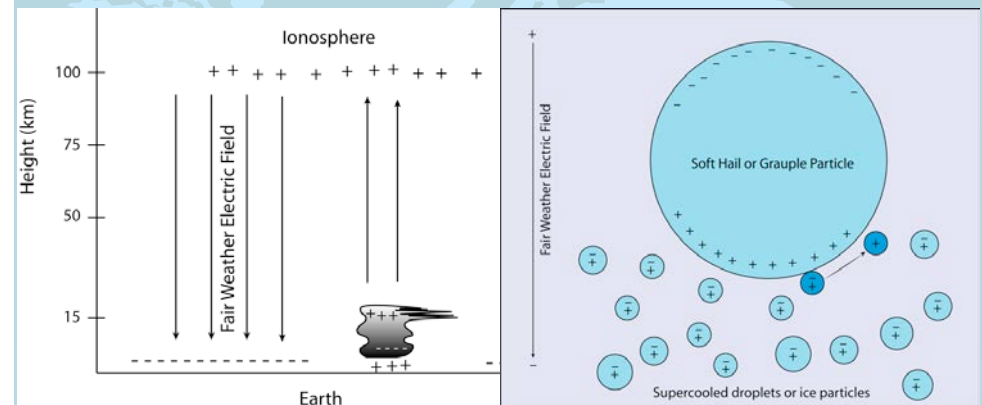 Ionosphere
+ + + + + + + + + + +
100
75
50
15
Height (km)
Fair Weather Electric Field
+ + +
- - - - - -
+ + +
- - - - - - - - - - - - - - - - -
Earth
+
Fair Weather Electric Field
-
- - - - - - - - - - - -
Soft Hail or Grauple Particle
+ + + + + + + + + + +
+
- +
Supercooled droplets or ice particles